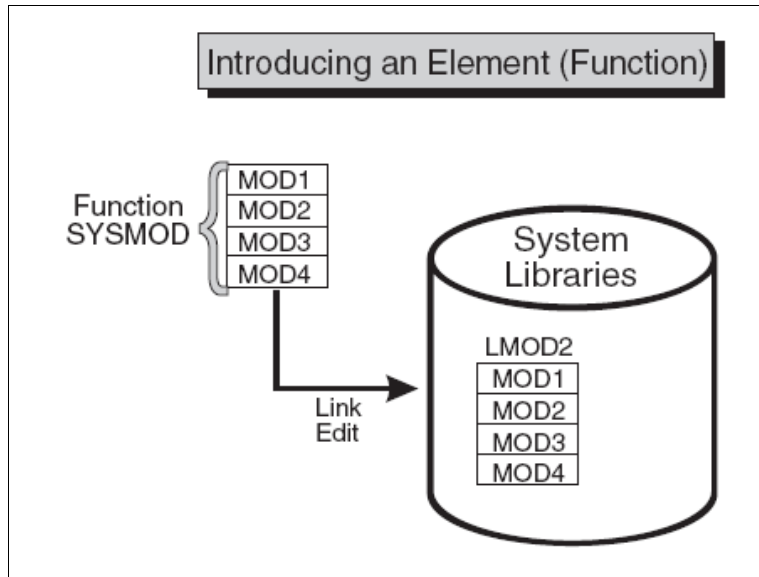 Introducing an Element (Function)
Function
SYSMOD
MOD1
MOD2
MOD3
MOD4
Link
Edit
System
Libraries
LMOD2
MOD1
MOD2
MOD3
MOD4